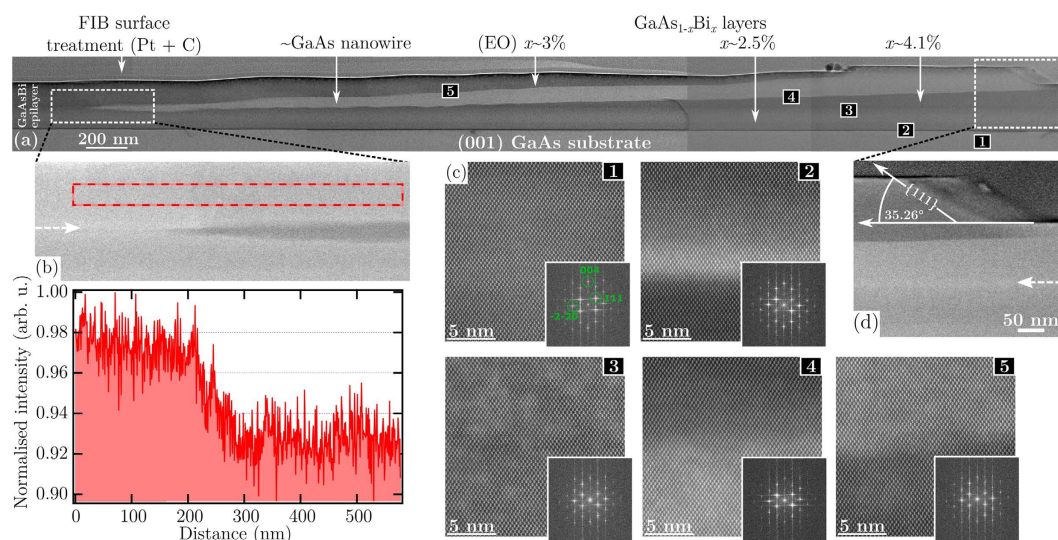 FIB surface
treatment (Pt + C)
~GaAs nanowire
GaAs1-xBix layers
(EO) x~3%
x~2.5%
x~4.1%
GaAsBi
epilayer
5
4
3
2
1
(a)
200 nm
(001) GaAs substrate
(b)
(c)
1
004
111
-2-20
5 nm
2
5 nm
35.26°
{111}
(d)
50 nm
3
5 nm
4
5 nm
5
5 nm
Normalised intensity (arb. u.)
1.00
0.98
0.96
0.94
0.92
0.90
0
100
200
300
400
500
Distance (nm)